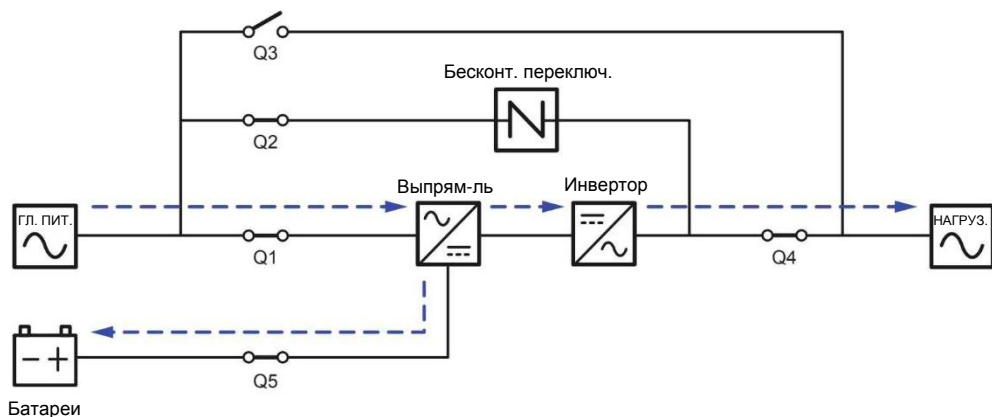 Q3
Бесконт. переключ.
Q2
Выпрям-ль
Инвертор
ГЛ. ПИТ.
НАГРУЗ.
Q1
Q4
Q5
Батареи